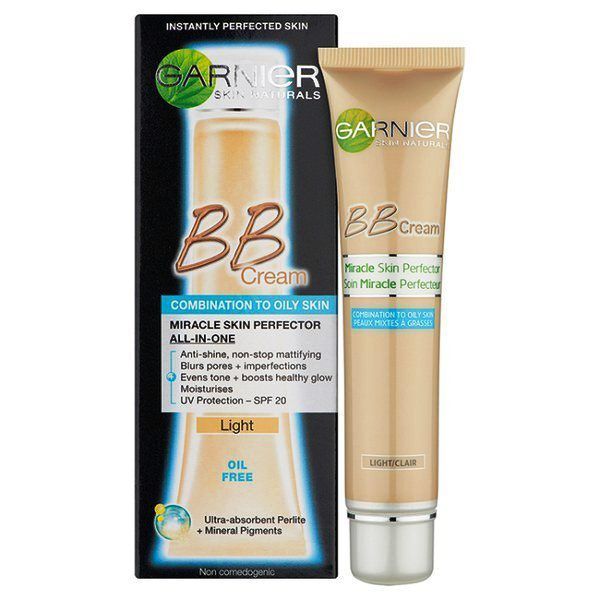 INSTANTLY PERFECTED SKIN
GARNIER
SKIN NATURALS
BB
Cream
COMBINATION TO OILY SKIN
MIRACLE SKIN PERFECTOR
ALL-IN-ONE
Anti-shine, non-stop mattifying
Blurs pores + imperfections
+ Evens tone + boosts healthy glow
Moisturises
UV Protection – SPF 20
Light
OIL
FREE
Ultra-absorbent Perlite
+ Mineral Pigments
Non comedogenic
GARNIER
SKIN NATURALS
BB Cream
Miracle Skin Perfector
Soin Miracle Perfecteur
COMBINATION TO OILY SKIN
PEAUX MIXTES À GRASSES
LIGHT/CLAIR